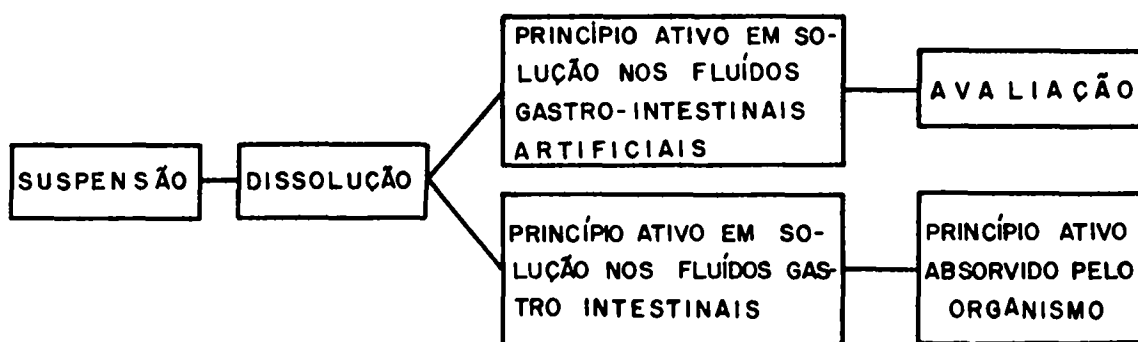 SUSPENSÃO
DISSOLUÇÃO
PRINCÍPIO ATIVO EM SO-
LUÇÃO NOS FLUÍDOS
GASTRO-INTESTINAIS
ARTIFICIAIS
AVALIAÇÃO
PRINCÍPIO ATIVO EM SO-
LUÇÃO NOS FLUÍDOS GAS-
TRO INTESTINAIS
PRINCÍPIO ATIVO
ABSORVIDO PELO
ORGANISMO